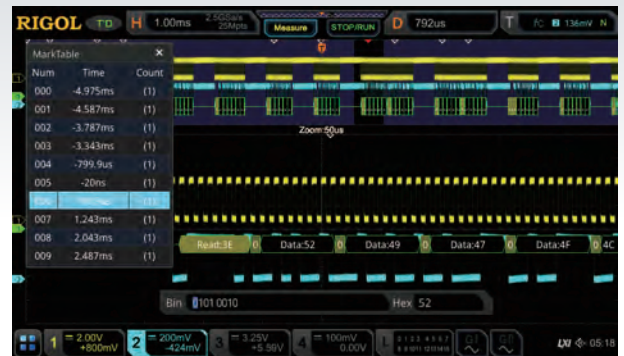 RIGOL T'D H 1.00ms 2.5GSa/s 25Mpts Measure STOP/RUN D 792us T 136mV N
MarkTable ×
Num Time Count
000 -4.975ms (1)
001 -4.587ms (1)
002 -3.787ms (1)
003 -3.343ms (1)
004 -799.9us (1)
005 -20ns (1)
007 1.243ms (1)
008 2.043ms (1)
009 2.487ms (1)
Zoom:50us
Read:3E 0 Data:52 0 Data:49 0 Data:47 0 Data:4F 0 4C
Bin 0101 0010 Hex 52
1 = 2.00V +800mV 2 = 200mV -424mV 3 = 3.25V 4 = 100mV 0.00V L G1 LXI 05:18